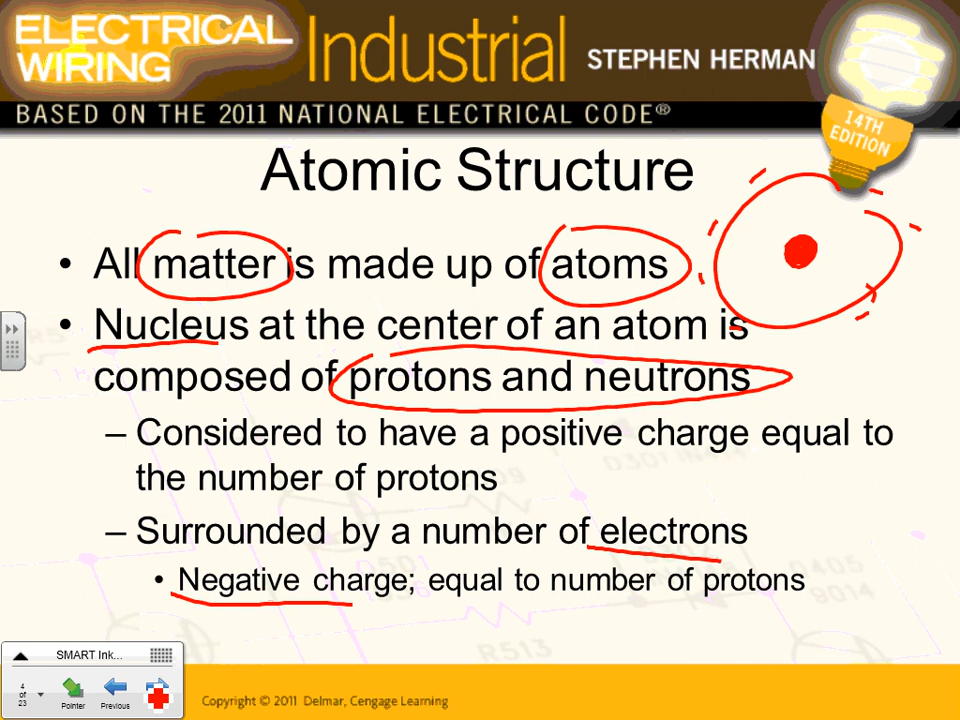 ELECTRICAL
WIRING
Industrial
STEPHEN HERMAN
BASED ON THE 2011 NATIONAL ELECTRICAL CODE®
14TH
EDITION
Atomic Structure
• All matter is made up of atoms
• Nucleus at the center of an atom is
composed of protons and neutrons
– Considered to have a positive charge equal to
the number of protons
– Surrounded by a number of electrons
• Negative charge; equal to number of protons
R513
D405
9014
SMART Ink...
4
of
23
Pointer
Previous
Copyright © 2011 Delmar, Cengage Learning